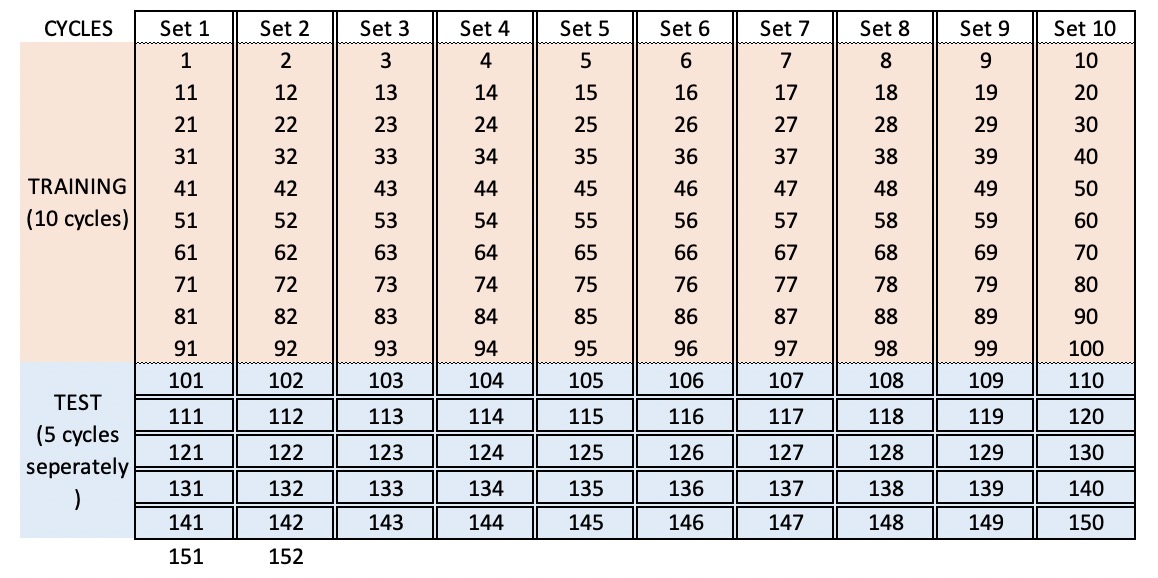 CYCLES Set 1 Set 2 Set 3 Set 4 Set 5 Set 6 Set 7 Set 8 Set 9 Set 10
TRAINING
(10 cycles)
1 2 3 4 5 6 7 8 9 10
11 12 13 14 15 16 17 18 19 20
21 22 23 24 25 26 27 28 29 30
31 32 33 34 35 36 37 38 39 40
41 42 43 44 45 46 47 48 49 50
51 52 53 54 55 56 57 58 59 60
61 62 63 64 65 66 67 68 69 70
71 72 73 74 75 76 77 78 79 80
81 82 83 84 85 86 87 88 89 90
91 92 93 94 95 96 97 98 99 100
TEST
(5 cycles
seperately
)
101 102 103 104 105 106 107 108 109 110
111 112 113 114 115 116 117 118 119 120
121 122 123 124 125 126 127 128 129 130
131 132 133 134 135 136 137 138 139 140
141 142 143 144 145 146 147 148 149 150
151 152